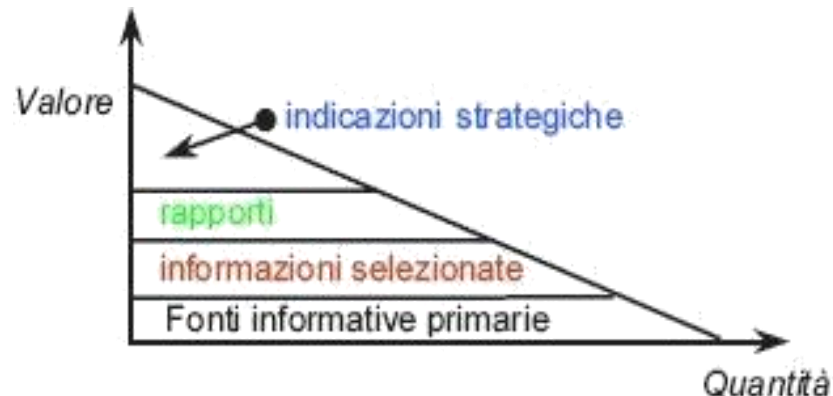 Valore
indicazioni strategiche
rapporti
informazioni selezionate
Fonti informative primarie
Quantità